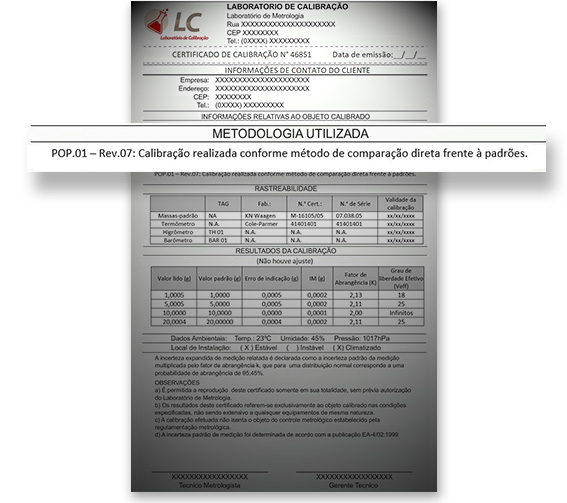 LC
Laboratório de Calibração
LABORATORIO DE CALIBRAÇÃO
Laboratório de Metrologia
Rua XXXXXXXXXXXXXXXXXXXX
CEP XXXXXXXX
Tel.: (0XXXX) XXXXXXXXX
CERTIFICADO DE CALIBRAÇÃO N° 46851 Data de emissão:__/__/__
INFORMAÇÕES DE CONTATO DO CLIENTE
Empresa: XXXXXXXXXXXXXXXXXXXX
Endereço: XXXXXXXXXXXXXXXXXXXX
CEP: XXXXXXXX
Tel.: (0XXXX) XXXXXXXXX
INFORMAÇÕES RELATIVAS AO OBJETO CALIBRADO
METODOLOGIA UTILIZADA
POP.01 – Rev.07: Calibração realizada conforme método de comparação direta frente à padrões.
POP.01 – Rev.07: Calibração realizada conforme método de comparação direta frente à padrões.
RASTREABILIDADE
TAG Fab.: N.° Cert.: N.° de Série Validade da calibração
Massas-padrão NA KN Waagen M-16105/05 07.038.05 xx/xx/xxxx
Termômetro N.A. Cole-Parmer 41401401 41401401 xx/xx/xxxx
Higrômetro TH 01 N.A. N.A. N.A. xx/xx/xxxx
Barômetro BAR 01 N.A. N.A. N.A. xx/xx/xxxx
RESULTADOS DA CALIBRAÇÃO
(Não houve ajuste)
Valor lido (g) Valor padrão (g) Erro de Indicação (g) IM (g) Fator de Abrangência (K) Grau de liberdade Efetivo (Veff)
1,0005 1,0000 0,0005 0,0002 2,13 18
5,0005 5,0000 0,0005 0,0002 2,11 25
10,0000 10,0000 0,0000 0,0001 2,00 Infinitos
20,0004 20,00000 0,0004 0,0002 2,11 25
Dados Ambientais: Temp.: 23ºC Umidade: 45% Pressão: 1017hPa
Local de Instalação: ( X ) Estável ( ) Instável ( X) Climatizado
A incerteza expandida de medição relatada é declarada como a incerteza padrão da medição
multiplicada pelo fator de abrangência k, que para uma distribuição normal corresponde a uma
probabilidade de abrangência de 95,45%.
OBSERVAÇÕES
a) É permitida a reprodução deste certificado somente em sua totalidade, sem prévia autorização
do Laboratório de Metrologia.
b) Os resultados deste certificado referem-se exclusivamente ao objeto calibrado nas condições
especificadas, não sendo extensivo a quaisquer equipamentos de mesma natureza.
c) A calibração efetuada não isenta o objeto do controle metrológico estabelecido pela
regulamentação metrológica.
d) A incerteza padrão de medição foi determinada de acordo com a publicação EA-4/02:1999
XXXXXXXXXXXXXXXXX XXXXXXXXXXXXXXXXX
Tecnico Metrologista Gerente Tecnico